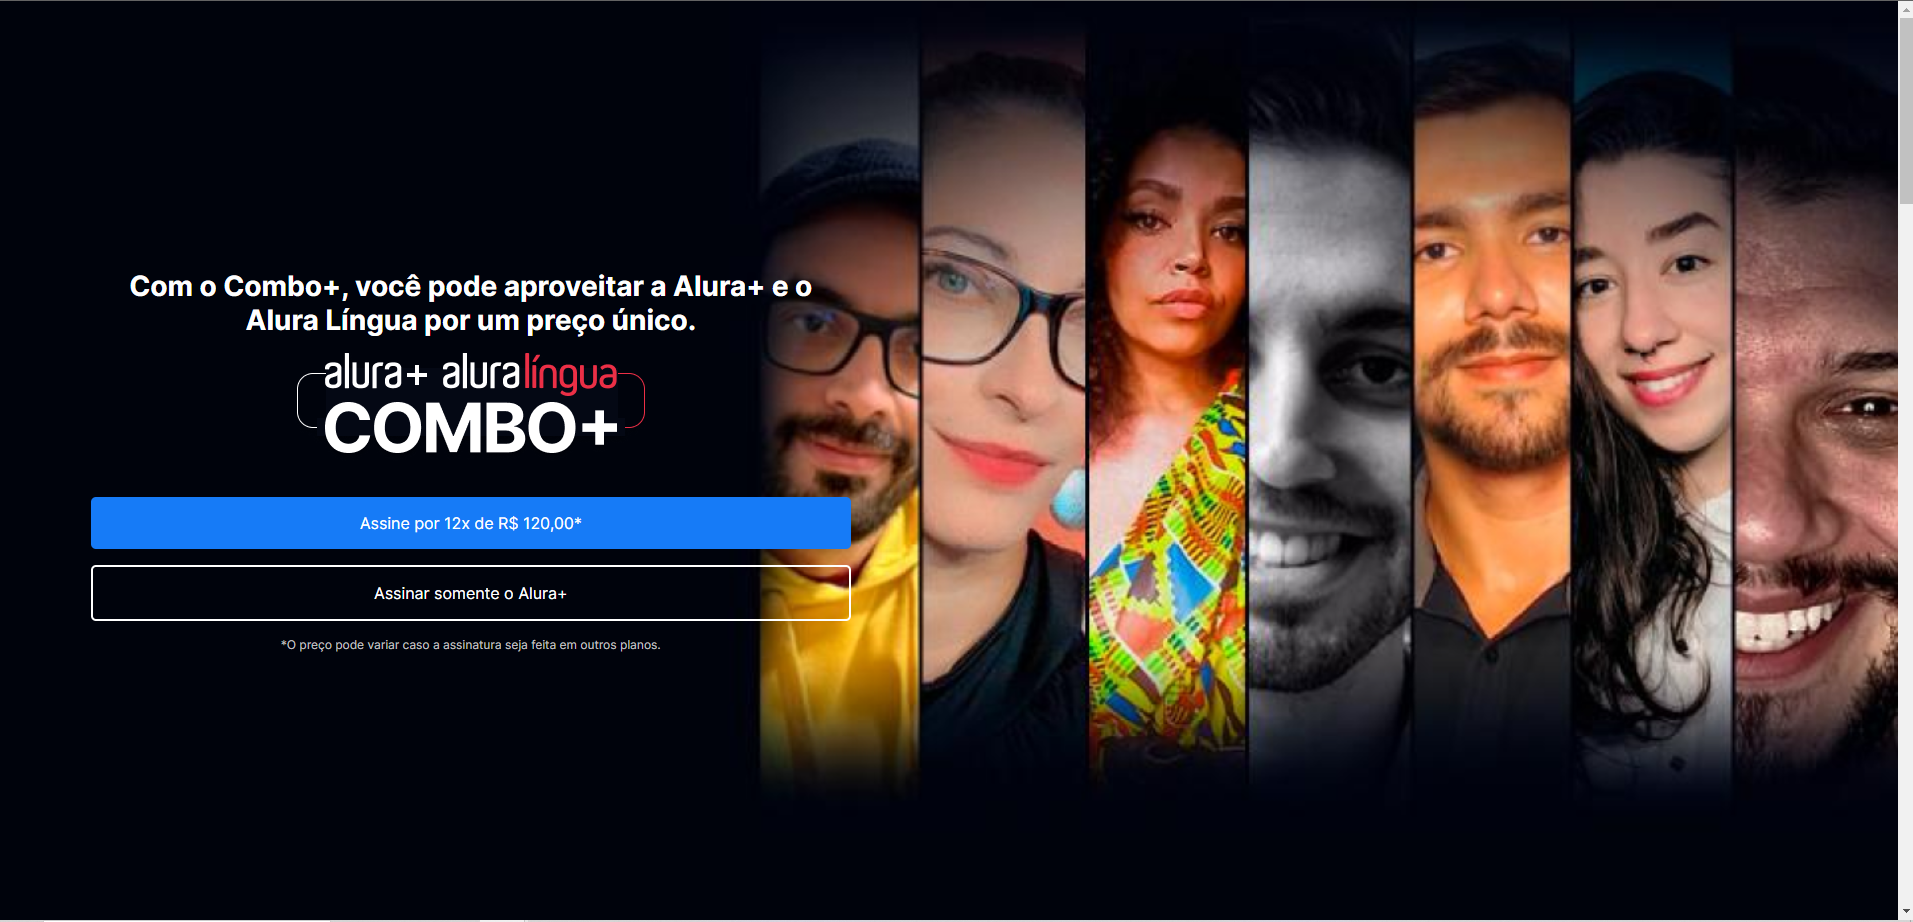 Com o Combo+, você pode aproveitar a Alura+ e o
Alura Língua por um preço único.
alura+ aluralíngua
COMBO+
Assine por 12x de R$ 120,00*
Assinar somente o Alura+
*O preço pode variar caso a assinatura seja feita em outros planos.